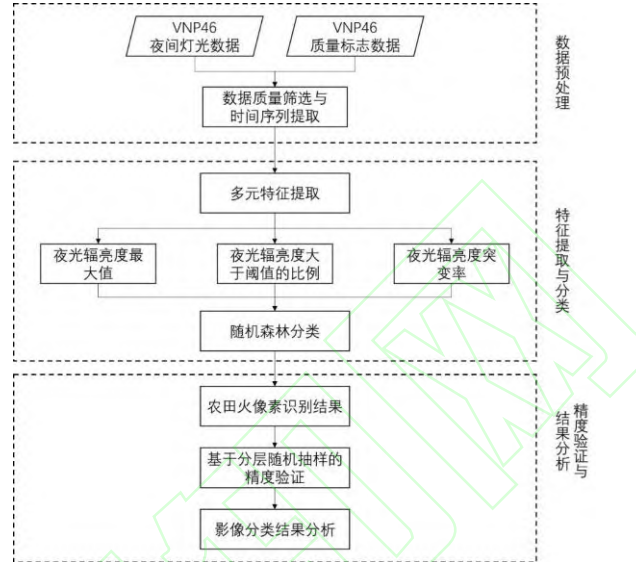 VNP46
夜间灯光数据
VNP46
质量标志数据
数据质量筛选与
时间序列提取
数据预处理
多元特征提取
夜光辐亮度最
大值
夜光辐亮度大
于阈值的比例
夜光辐亮度突
变率
随机森林分类
特征提取与分类
农田火像素识别结果
基于分层随机抽样的
精度验证
影像分类结果分析
精度验证与
结果分析